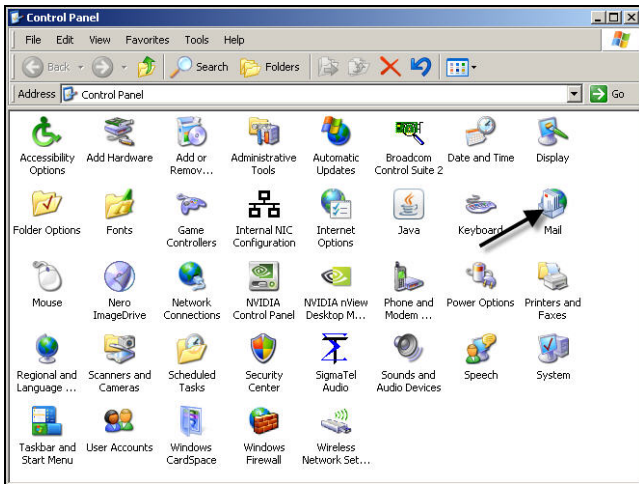 Control Panel
File Edit View Favorites Tools Help
Back Search Folders
Address Control Panel Go
Accessibility Options
Add Hardware
Add or Remov...
Administrative Tools
Automatic Updates
Broadcom Control Suite 2
Date and Time
Display
Folder Options
Fonts
Game Controllers
Internal NIC Configuration
Internet Options
Java
Keyboard
Mail
Mouse
Nero ImageDrive
Network Connections
NVIDIA Control Panel
NVIDIA nView Desktop M...
Phone and Modem ...
Power Options
Printers and Faxes
Regional and Language ...
Scanners and Cameras
Scheduled Tasks
Security Center
SigmaTel Audio
Sounds and Audio Devices
Speech
System
Taskbar and Start Menu
User Accounts
Windows CardSpace
Windows Firewall
Wireless Network Set...